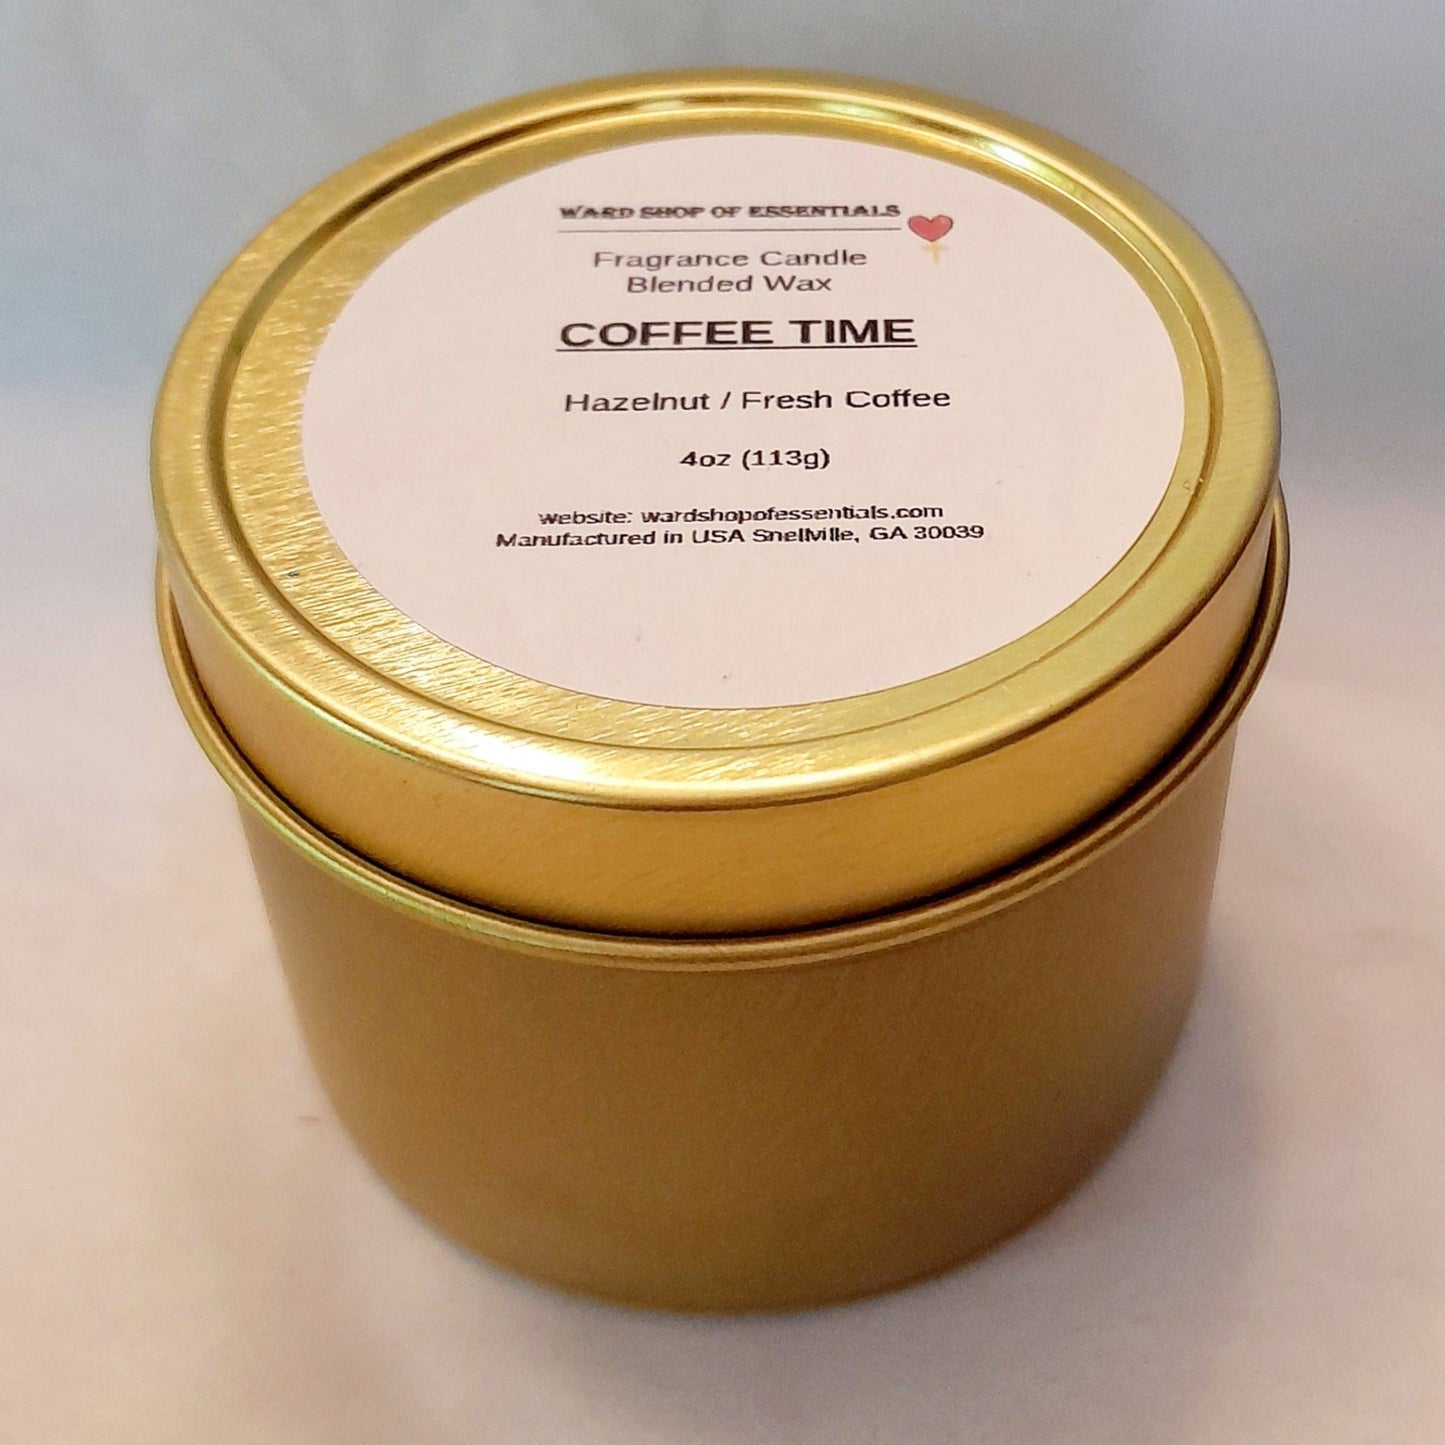 WARD SHOP OF ESSENTIALS
Fragrance Candle
Blended Wax
COFFEE TIME
Hazelnut / Fresh Coffee
4oz (113g)
website: wardshopofessentials.com
Manufactured in USA Snellville, GA 30039